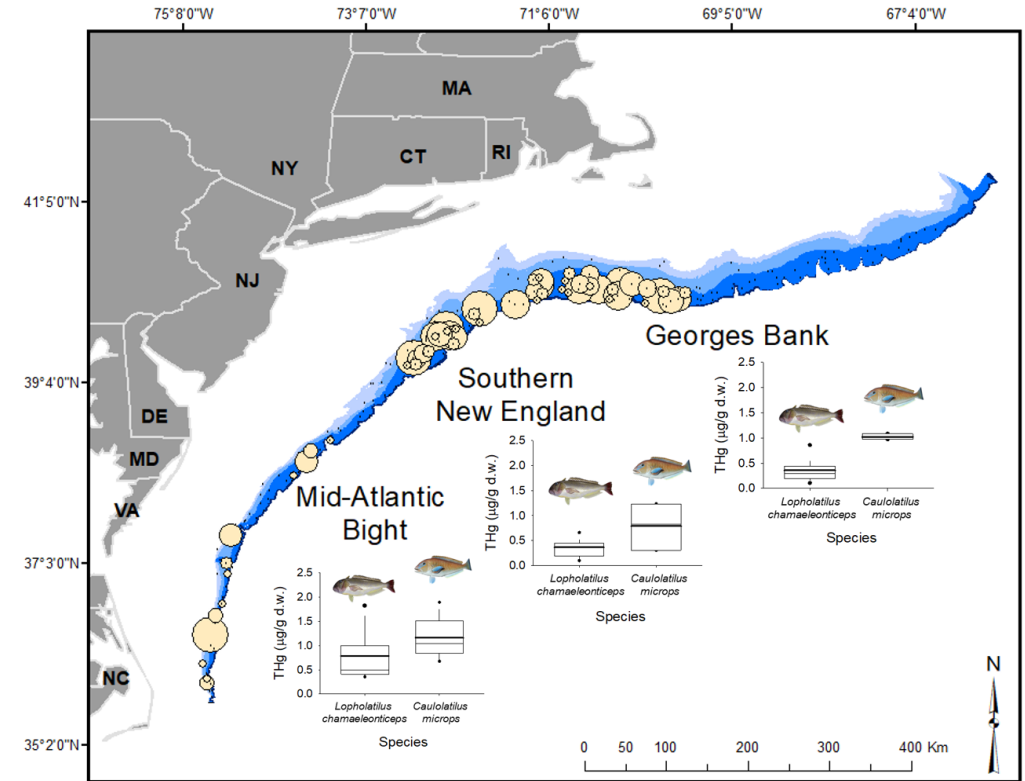 75°8'0"W 73°7'0"W 71°6'0"W 69°5'0"W 67°4'0"W
41°5'0"N
39°4'0"N
37°3'0"N
35°2'0"N
MA
CT
RI
NY
NJ
DE
MD
VA
NC
Georges Bank
THg (µg/g d.w.)
2.5
2.0
1.5
1.0
0.5
0.0
Lopholatilus
chamaeleonticeps
Caulolatilus
microps
Species
Southern
New England
THg (µg/g d.w.)
2.5
2.0
1.5
1.0
0.5
0.0
Lopholatilus
chamaeleonticeps
Caulolatilus
microps
Species
Mid-Atlantic
Bight
THg (µg/g d.w.)
2.5
2.0
1.5
1.0
0.5
0.0
Lopholatilus
chamaeleonticeps
Caulolatilus
microps
Species
N
0 50 100 200 300 400 Km